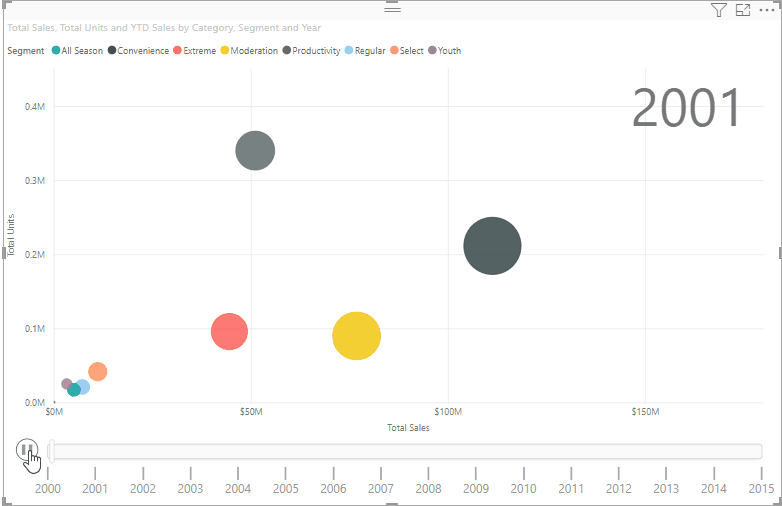 Total Sales, Total Units and YTD Sales by Category, Segment and Year
Segment All Season Convenience Extreme Moderation Productivity Regular Select Youth
2001
0.4M
0.3M
Total Units
0.2M
0.1M
0.0M
$0M $50M $100M $150M
Total Sales
2000 2001 2002 2003 2004 2005 2006 2007 2008 2009 2010 2011 2012 2013 2014 2015